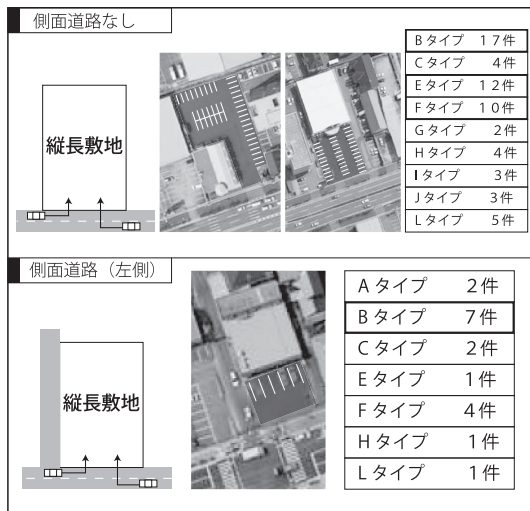 側面道路なし
縦長敷地
Bタイプ 17件
Cタイプ 4件
Eタイプ 12件
Fタイプ 10件
Gタイプ 2件
Hタイプ 4件
Iタイプ 3件
Jタイプ 3件
Lタイプ 5件
側面道路（左側）
縦長敷地
Aタイプ 2件
Bタイプ 7件
Cタイプ 2件
Eタイプ 1件
Fタイプ 4件
Hタイプ 1件
Lタイプ 1件